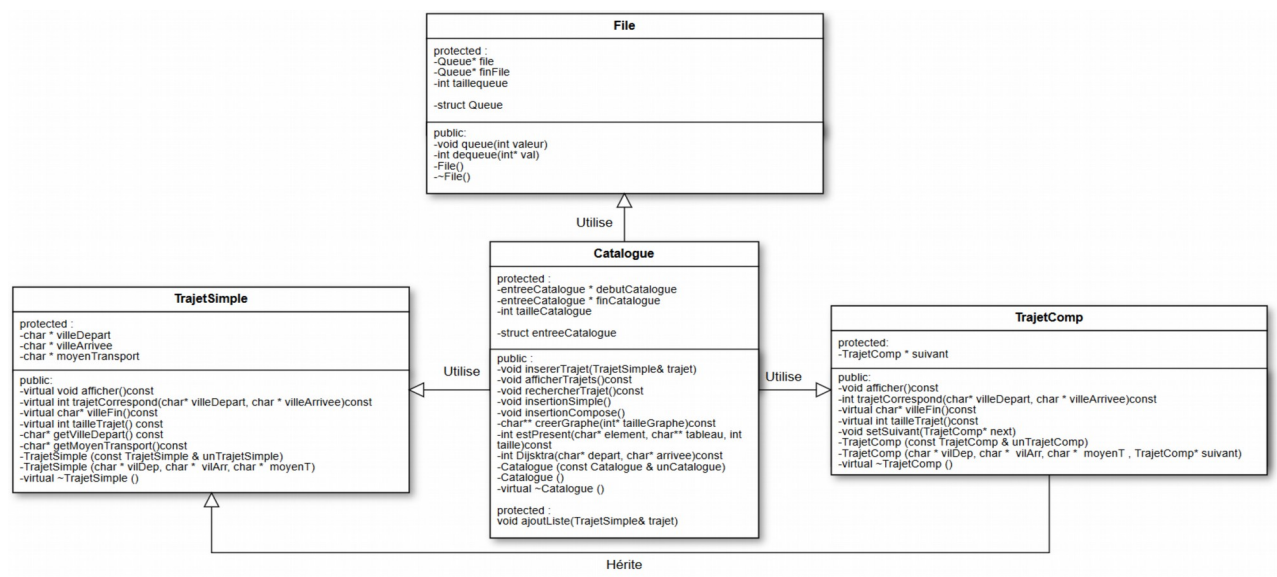 File
protected :
-Queue* file
-Queue* finFile
-int taillequeue
-struct Queue
public:
-void queue(int valeur)
-int dequeue(int* val)
-File()
-~File()
Utilise
Catalogue
protected :
-entreeCatalogue * debutCatalogue
-entreeCatalogue * finCatalogue
-int tailleCatalogue
-struct entreeCatalogue
public :
-void insererTrajet(TrajetSimple& trajet)
-void afficherTrajets()const
-void rechercherTrajet()const
-void insertionSimple()
-void insertionCompose()
-char** creerGraphe(int* tailleGraphe)const
-int estPresent(char* element, char** tableau, int
taille)const
-int Dijsktra(char* depart, char* arrivee)const
-Catalogue (const Catalogue & unCatalogue)
-Catalogue ()
-virtual ~Catalogue ()
protected :
void ajoutListe(TrajetSimple& trajet)
TrajetSimple
protected :
-char * villeDepart
-char * villeArrivee
-char * moyenTransport
public:
-virtual void afficher()const
-virtual int trajetCorrespond(char* villeDepart, char * villeArrivee)const
-virtual char* villeFin()const
-virtual int tailleTrajet() const
-char* getVilleDepart() const
-char* getMoyenTransport()const
-TrajetSimple (const TrajetSimple & unTrajetSimple)
-TrajetSimple (char * vilDep, char * vilArr, char * moyenT)
-virtual ~TrajetSimple ()
Utilise
Utilise
TrajetComp
protected:
-TrajetComp * suivant
public:
-void afficher()const
-int trajetCorrespond(char* villeDepart, char * villeArrivee)const
-virtual char* villeFin()const
-virtual int tailleTrajet()const
-void setSuivant(TrajetComp* next)
-TrajetComp (const TrajetComp & unTrajetComp)
-TrajetComp (char * vilDep, char * vilArr, char * moyenT , TrajetComp* suivant)
-virtual ~TrajetComp ()
Hérite